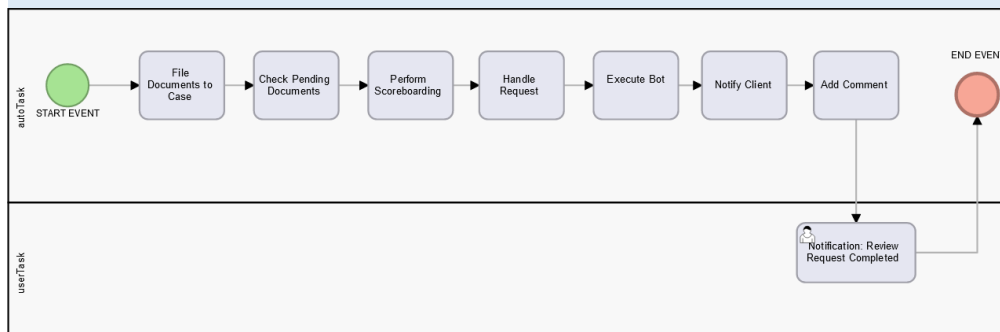 autoTask
START EVENT
File
Documents to
Case
Check Pending
Documents
Perform
Scoreboarding
Handle
Request
Execute Bot
Notify Client
Add Comment
END EVEN
userTask
Notification: Review
Request Completed